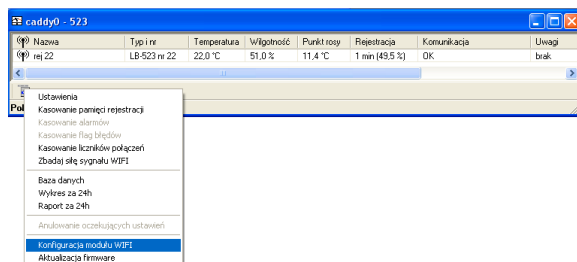 caddy0 - 523
Nazwa Typ i nr Temperatura Wilgotność Punkt rosy Rejestracja Komunikacja Uwagi
rej 22 LB-523 nr 22 22,0 °C 51,0 % 11,4 °C 1 min (49,5 %) OK brak
Ustawienia
Kasowanie pamięci rejestracji
Kasowanie alarmów
Kasowanie flag błędów
Kasowanie liczników połączeń
Zbadaj siłę sygnału WIFI
Baza danych
Wykres za 24h
Raport za 24h
Anulowanie oczekujących ustawień
Konfiguracja modułu WIFI
Aktualizacja firmware